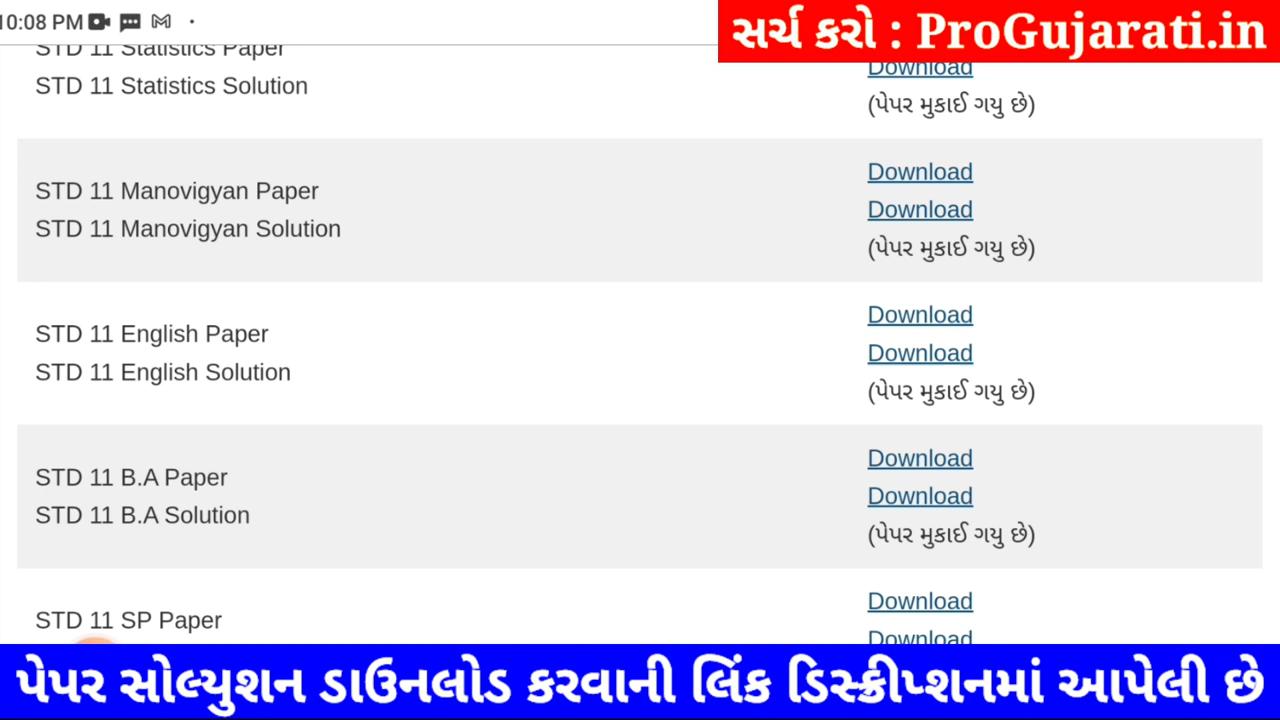 10:08 PM
સર્ચ કરો : ProGujarati.in
STD 11 Statistics Paper
Download
STD 11 Statistics Solution
(પેપર મુકાઈ ગયુ છે)
STD 11 Manovigyan Paper
Download
STD 11 Manovigyan Solution
Download
(પેપર મુકાઈ ગયુ છે)
STD 11 English Paper
Download
STD 11 English Solution
Download
(પેપર મુકાઈ ગયુ છે)
STD 11 B.A Paper
Download
STD 11 B.A Solution
Download
(પેપર મુકાઈ ગયુ છે)
STD 11 SP Paper
Download
Download
પેપર સોલ્યુશન ડાઉનલોડ કરવાની લિંક ડિસ્ક્રીપ્શનમાં આપેલી છે